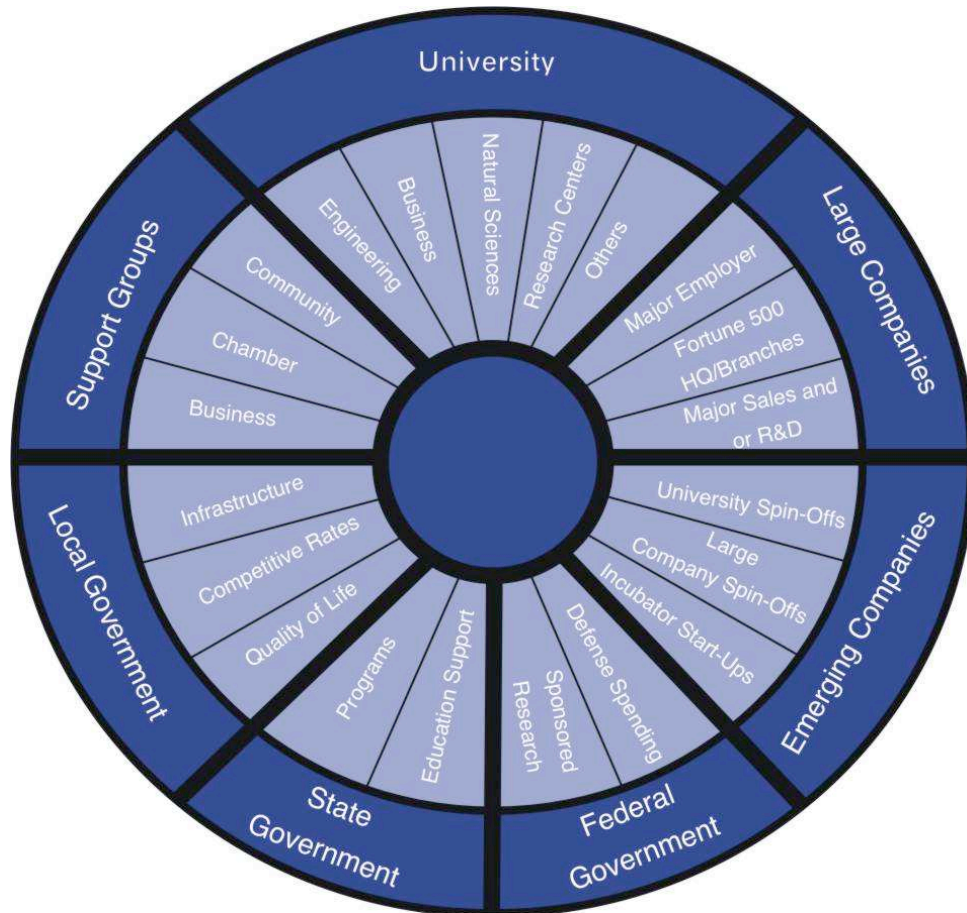 University
Engineering
Business
Natural Sciences
Research Centers
Others
Large Companies
Major Employer
Fortune 500
HQ/Branches
Major Sales and
or R&D
Emerging Companies
University Spin-Offs
Large
Company Spin-Offs
Incubator Start-Ups
Federal
Government
Defense Spending
Sponsored
Research
State
Government
Education Support
Programs
Local Government
Quality of Life
Competitive Rates
Infrastructure
Support Groups
Business
Chamber
Community